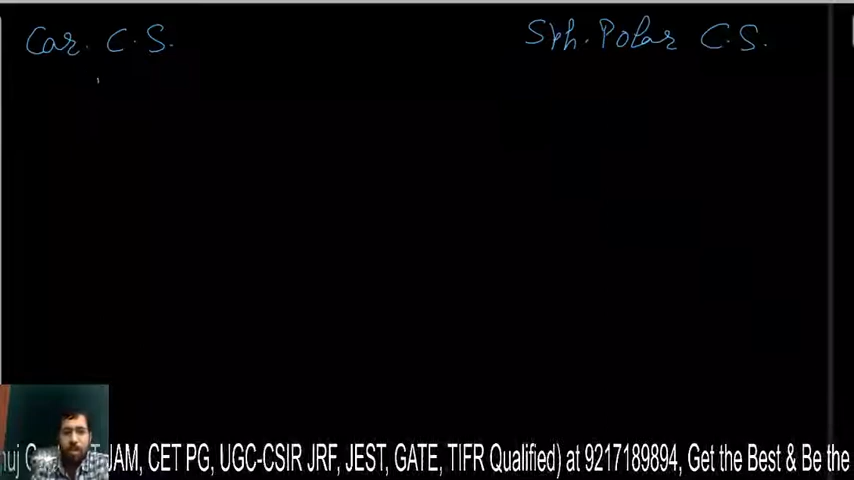 Car. C.S.
Sph. Polar C.S.
JAM, CET PG, UGC-CSIR JRF, JEST, GATE, TIFR Qualified) at 9217189894, Get the Best & Be the